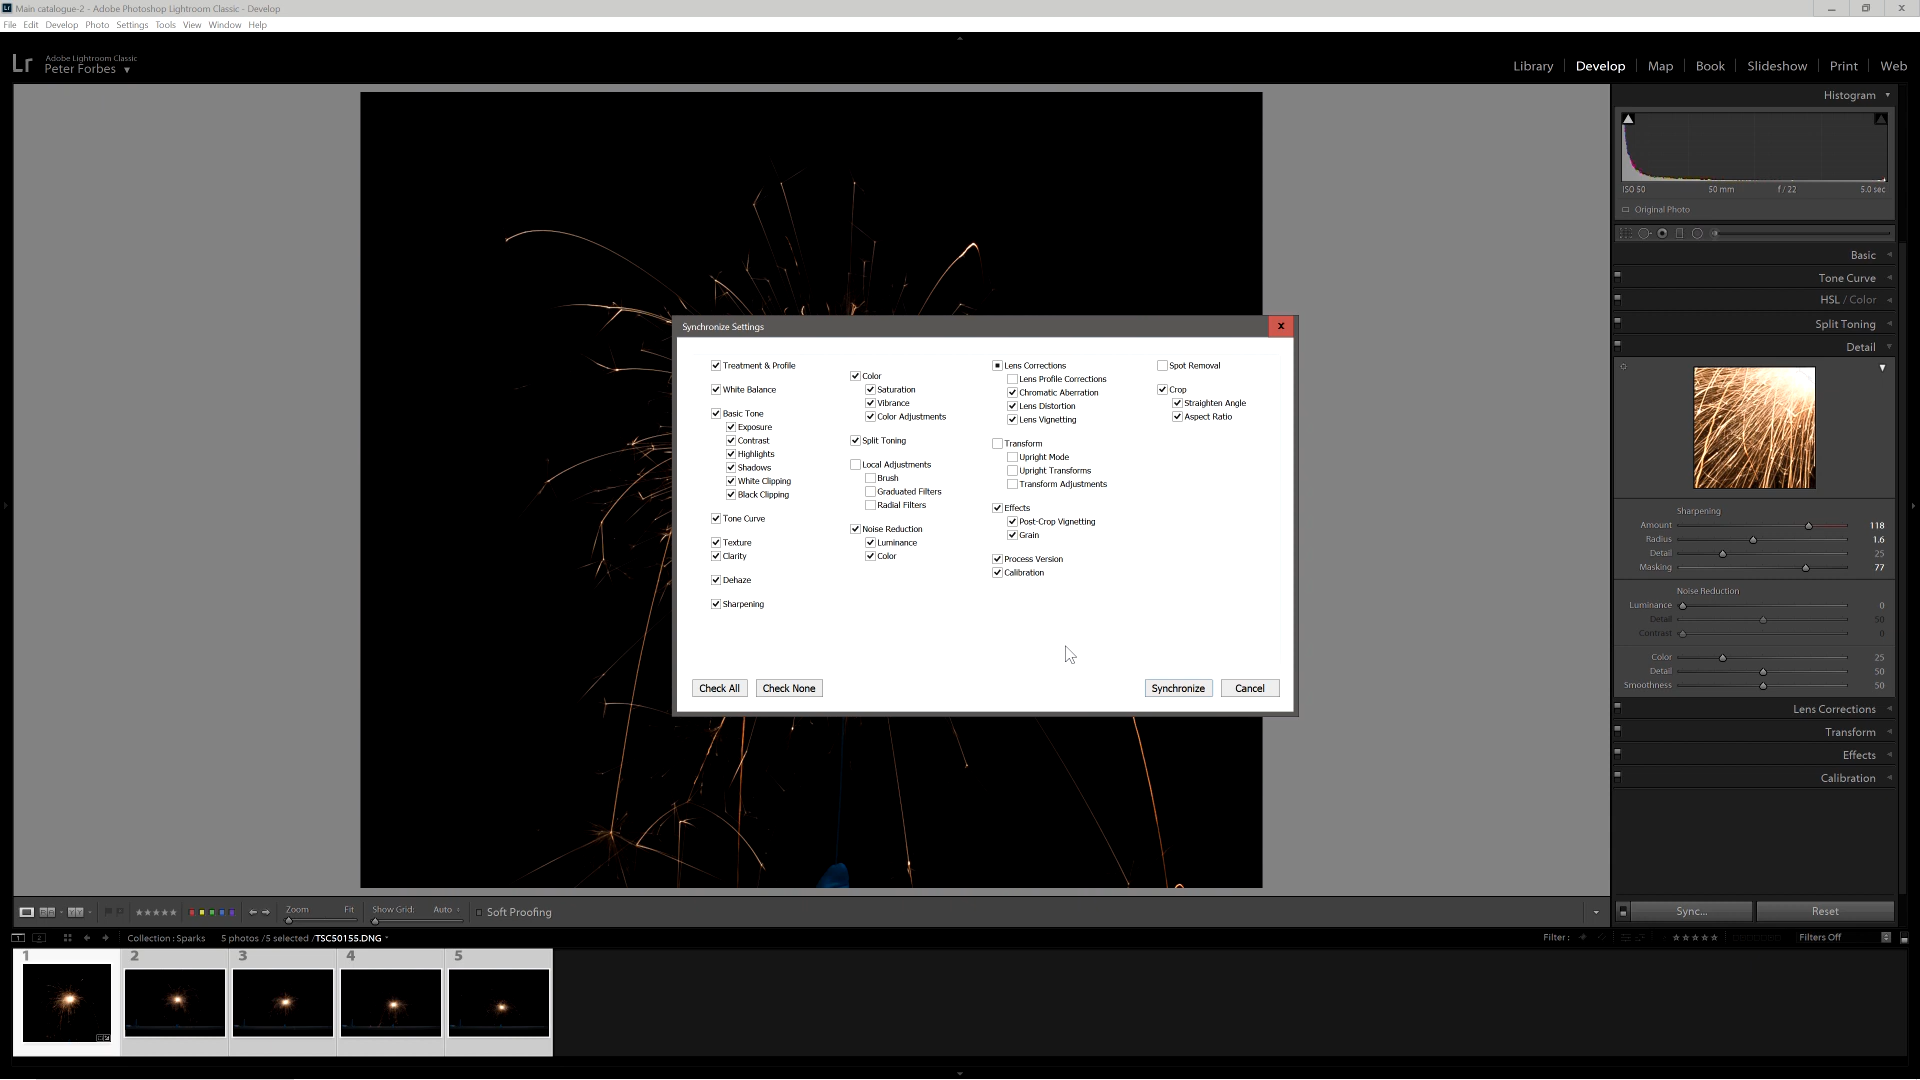 Main catalogue-2 - Adobe Photoshop Lightroom Classic - Develop
File Edit Develop Photo Settings Tools View Window Help
Lr
Adobe Lightroom Classic
Peter Forbes
Library
Develop
Map
Book
Slideshow
Print
Web
Histogram
ISO 50
50 mm
f / 22
5.0 sec
Original Photo
Basic
Tone Curve
HSL / Color
Split Toning
Detail
Sharpening
Amount 118
Radius 1.6
Detail 25
Masking 77
Noise Reduction
Luminance 0
Detail 50
Contrast 0
Color 25
Detail 50
Smoothness 50
Lens Corrections
Transform
Effects
Calibration
Sync...
Reset
Synchronize Settings
Treatment & Profile
White Balance
Basic Tone
Exposure
Contrast
Highlights
Shadows
White Clipping
Black Clipping
Tone Curve
Texture
Clarity
Dehaze
Sharpening
Color
Saturation
Vibrance
Color Adjustments
Split Toning
Local Adjustments
Brush
Graduated Filters
Radial Filters
Noise Reduction
Luminance
Color
Lens Corrections
Lens Profile Corrections
Chromatic Aberration
Lens Distortion
Lens Vignetting
Transform
Upright Mode
Upright Transforms
Transform Adjustments
Effects
Post-Crop Vignetting
Grain
Process Version
Calibration
Spot Removal
Crop
Straighten Angle
Aspect Ratio
Check All
Check None
Synchronize
Cancel
Zoom Fit
Show Grid: Auto
Soft Proofing
1 2
Collection : Sparks
5 photos / 5 selected / TSC50155.DNG
Filter :
Filters Off
1
2
3
4
5